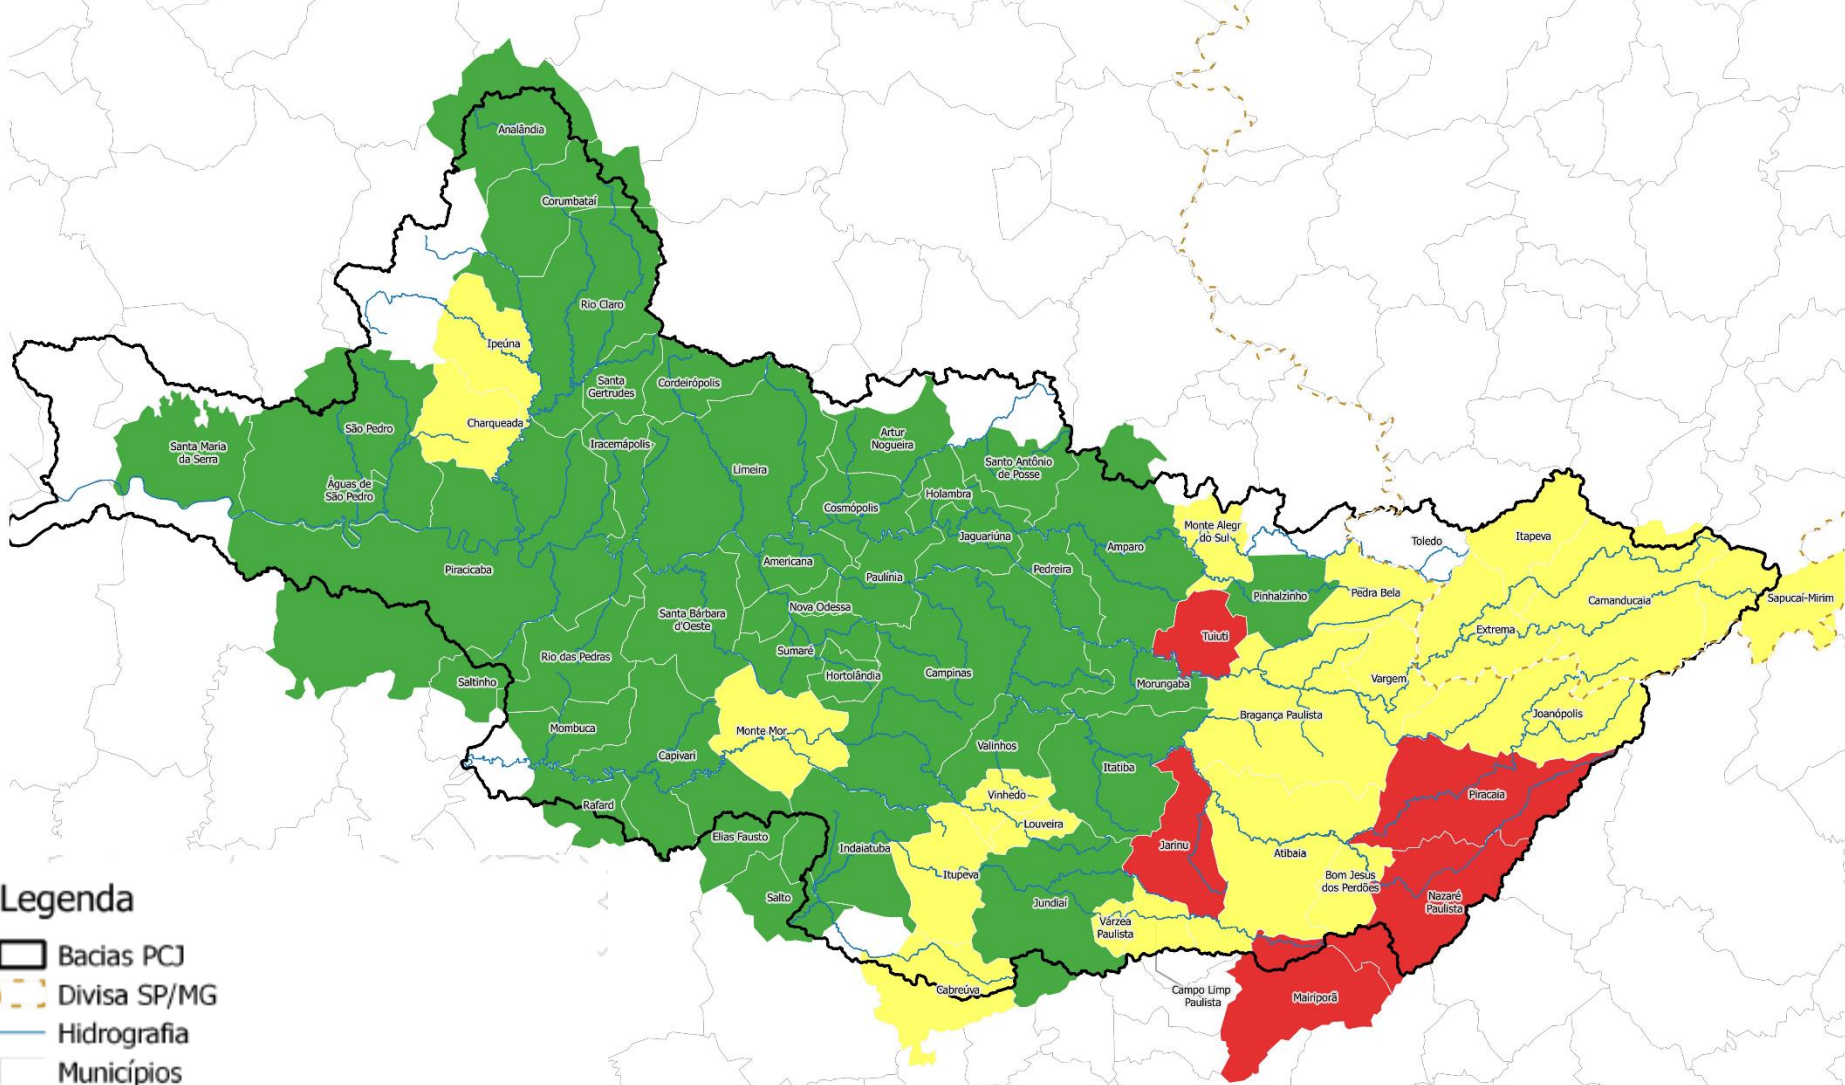 Analândia
Corumbataí
Rio Claro
Ipeúna
Santa
Gertrudes
Cordeirópolis
Charqueada
São Pedro
Santa Maria
da Serra
Iracemápolis
Artur
Nogueira
Limeira
Santo Antônio
de Posse
Águas de
São Pedro
Holambra
Cosmópolis
Monte Alegr
do Sul
Jaguariúna
Itapeva
Toledo
Amparo
Americana
Piracicaba
Paulínia
Pedreira
Pinhalzinho
Pedra Bela
Camanducaia
Sapucaí-Mirim
Nova Odessa
Santa Bárbara
d'Oeste
Extrema
Tuiuti
Sumaré
Rio das Pedras
Hortolândia
Campinas
Saltinho
Morungaba
Vargem
Bragança Paulista
Joanópolis
Mombuca
Monte Mor
Valinhos
Capivari
Itatiba
Vinhedo
Piracaia
Rafard
Louveira
Elias Fausto
Indaiatuba
Jarinu
Atibaia
Itupeva
Bom Jesus
dos Perdões
Salto
Jundiaí
Nazaré
Paulista
Várzea
Paulista
Cabreúva
Campo Limp
Paulista
Mairiporã
Legenda
Bacias PCJ
Divisa SP/MG
Hidrografia
Municípios